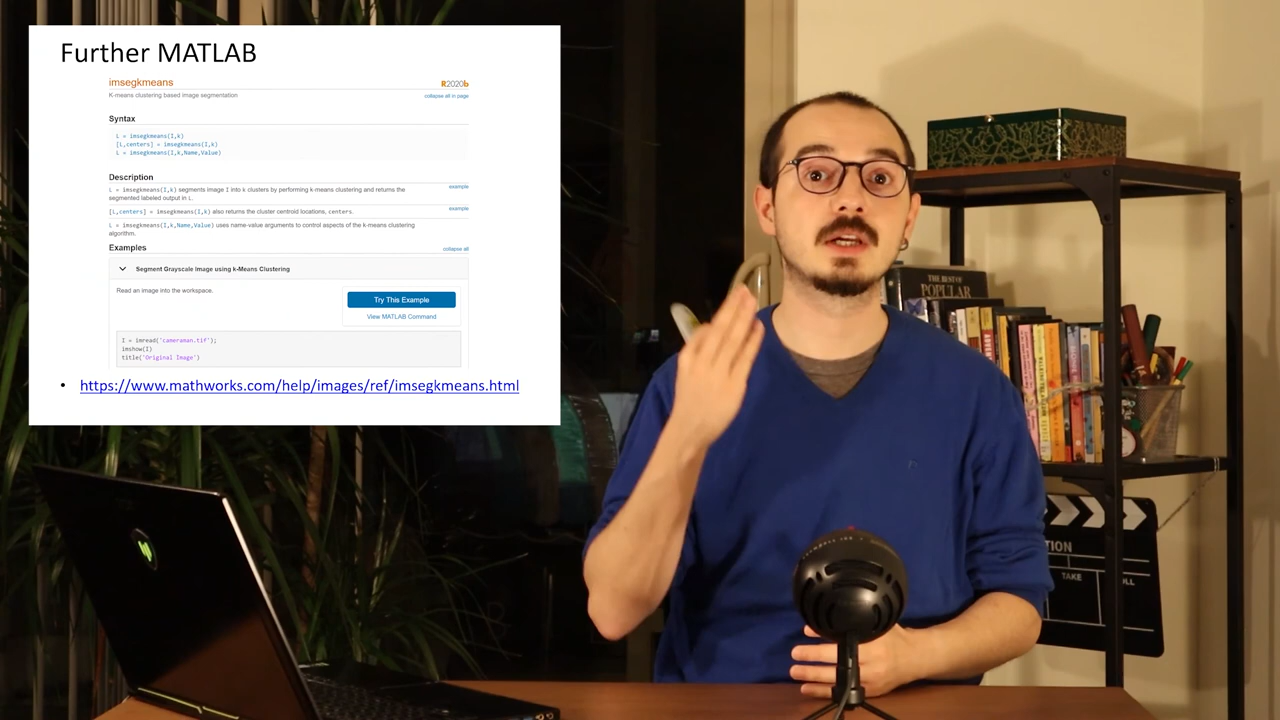 Further MATLAB
imsegkmeans
R2020b
K-means clustering based image segmentation
collapse all in page
Syntax
L = imsegkmeans(I,k)
[L,centers] = imsegkmeans(I,k)
L = imsegkmeans(I,k,Name,Value)
Description
example
L = imsegkmeans(I,k) segments image I into k clusters by performing k-means clustering and returns the
segmented labeled output in L.
example
[L,centers] = imsegkmeans(I,k) also returns the cluster centroid locations, centers.
L = imsegkmeans(I,k,Name,Value) uses name-value arguments to control aspects of the k-means clustering
algorithm.
Examples
collapse all
Segment Grayscale Image using k-Means Clustering
Read an image into the workspace.
Try This Example
View MATLAB Command
I = imread('cameraman.tif');
imshow(I)
title('Original Image')
• https://www.mathworks.com/help/images/ref/imsegkmeans.html
THE BEST OF
POPULAR
TION
TAKE
OLL